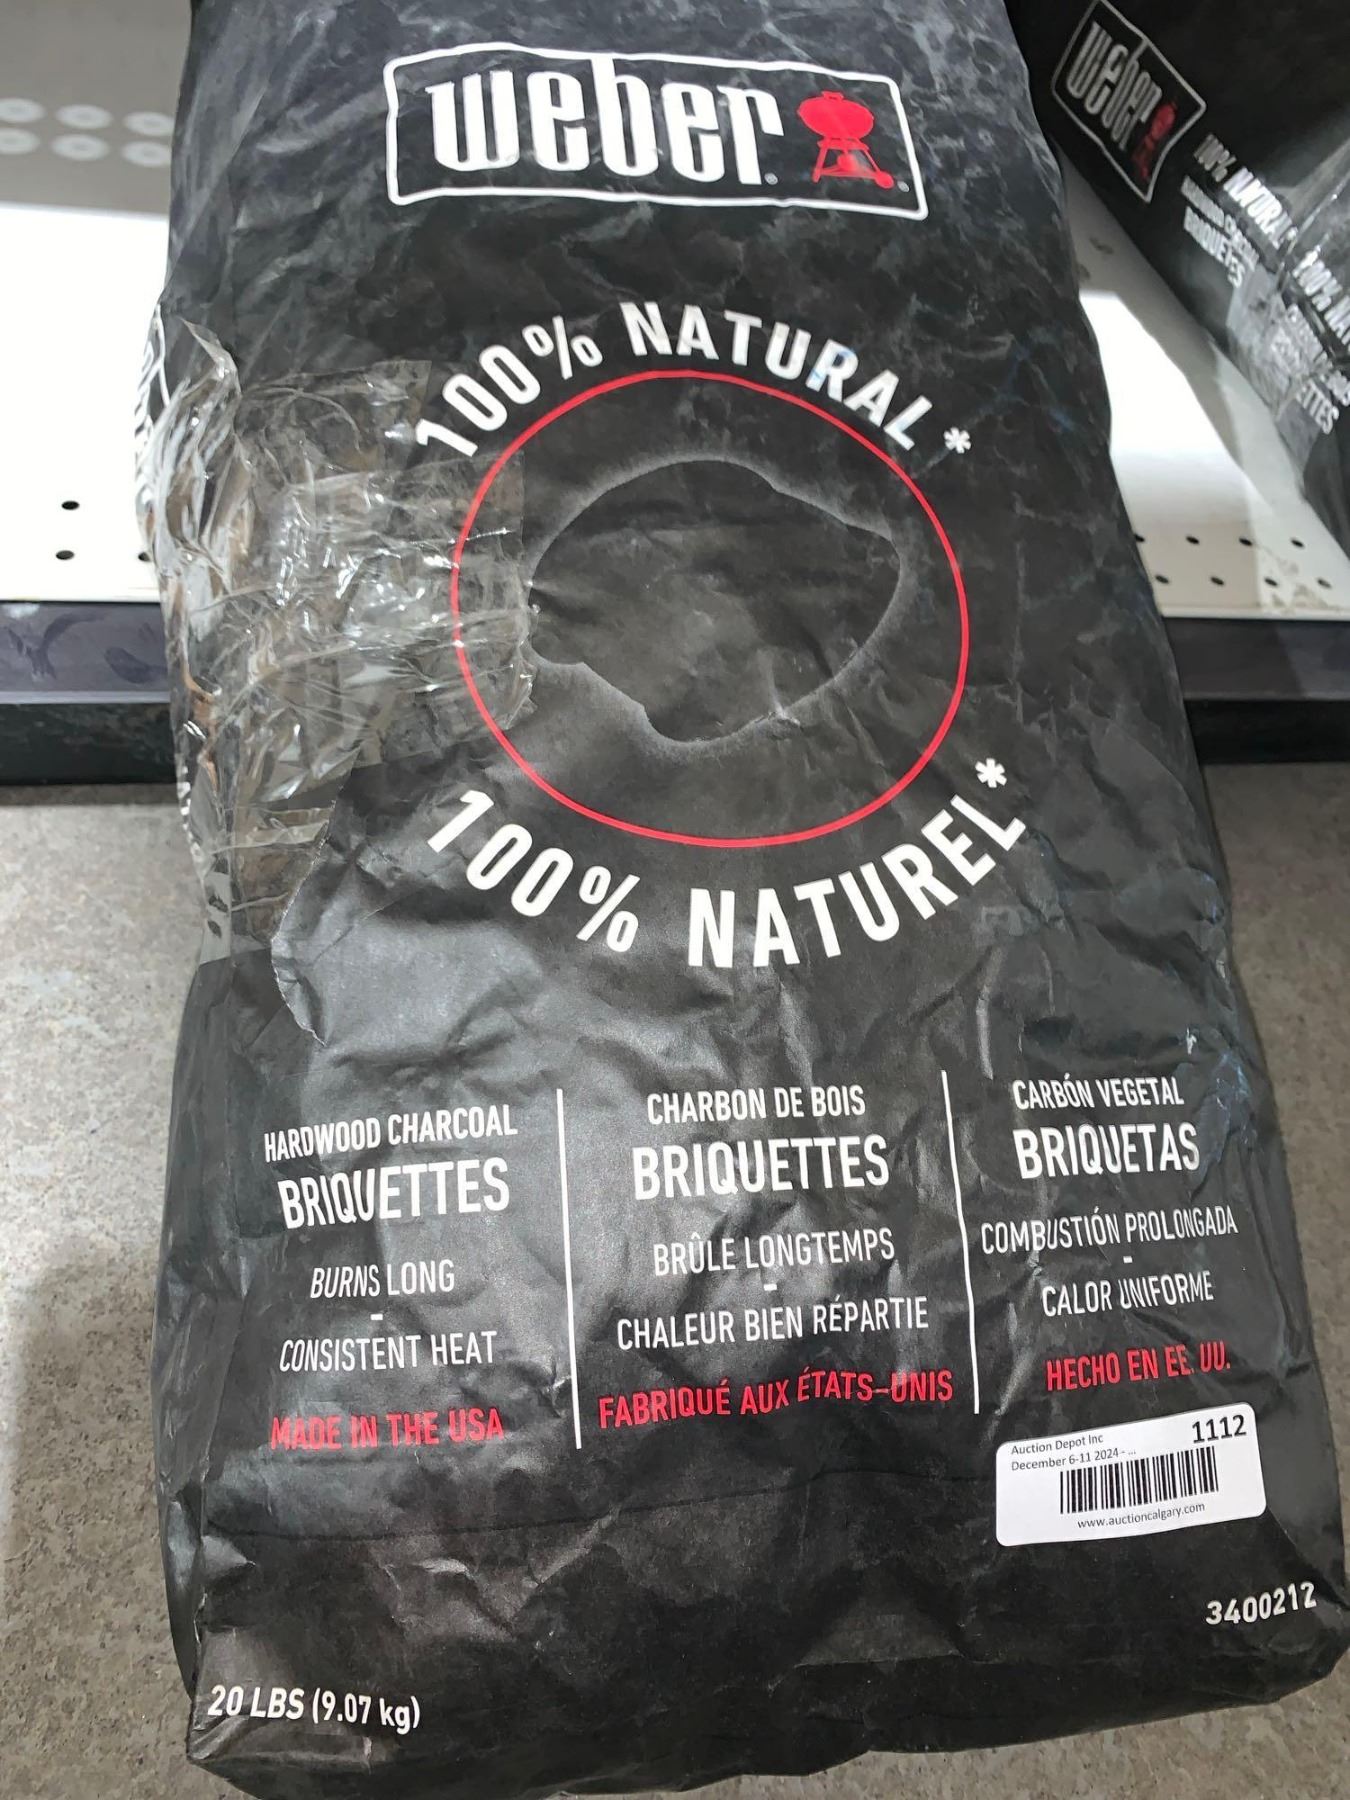 weber
100% NATURAL*
100% NATUREL*
HARDWOOD CHARCOAL
BRIQUETTES
BURNS LONG
-
CONSISTENT HEAT
MADE IN THE USA
CHARBON DE BOIS
BRIQUETTES
BRÛLE LONGTEMPS
-
CHALEUR BIEN RÉPARTIE
FABRIQUÉ AUX ÉTATS-UNIS
CARBÓN VEGETAL
BRIQUETAS
COMBUSTIÓN PROLONGADA
-
CALOR UNIFORME
HECHO EN EE. UU.
Auction Depot Inc
1112
December 6-11 2024 - ...
www.auctioncalgary.com
3400212
20 LBS (9.07 kg)
weber
100% NATURAL